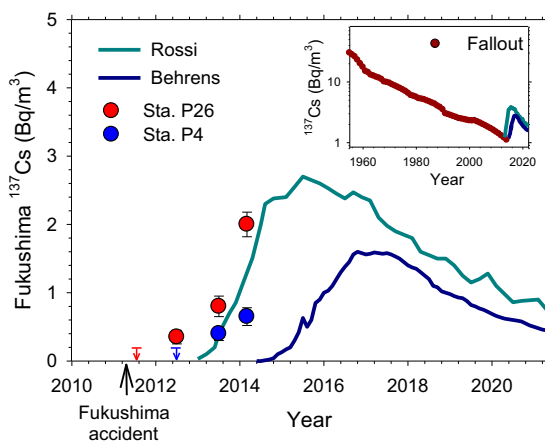 5
4
3
2
1
0
Fukushima ¹³⁷Cs (Bq/m³)
Rossi
Behrens
Sta. P26
Sta. P4
Fallout
10
1
¹³⁷Cs (Bq/m³)
1960 1980 2000 2020
Year
2010 2012 2014 2016 2018 2020
Year
Fukushima
accident